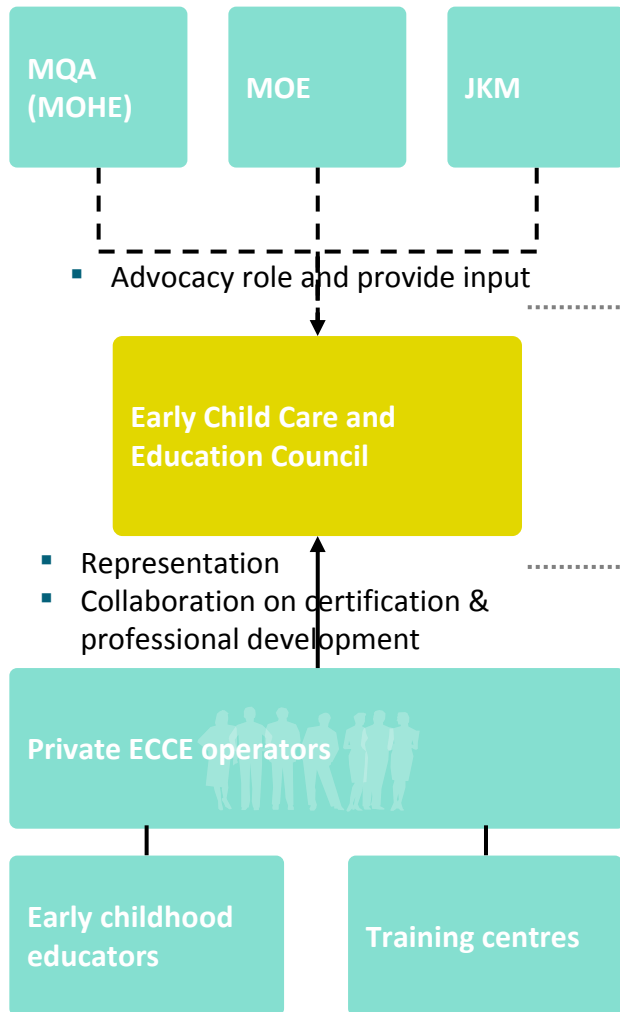 MQA
(MOHE)
MOE
JKM
▪ Advocacy role and provide input
Early Child Care and
Education Council
▪ Representation
▪ Collaboration on certification &
professional development
Private ECCE operators
Early childhood
educators
Training centres